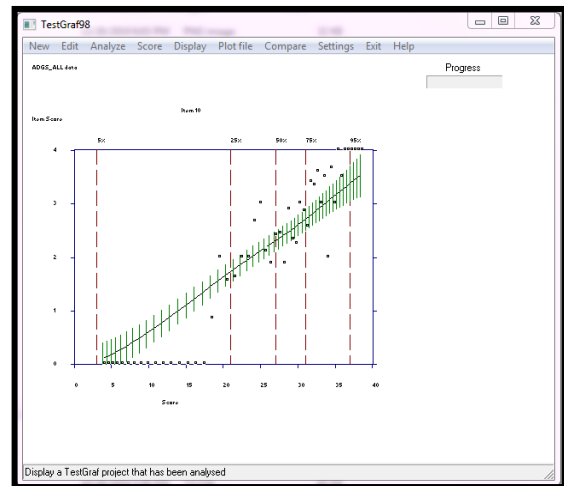 TestGraf98
New Edit Analyze Score Display Plot file Compare Settings Exit Help
ADGS_ALL data
Progress
Item 10
Item Score
5% 25% 50% 75% 95%
4
3
2
1
0
0 5 10 15 20 25 30 35 40
Score
Display a TestGraf project that has been analysed